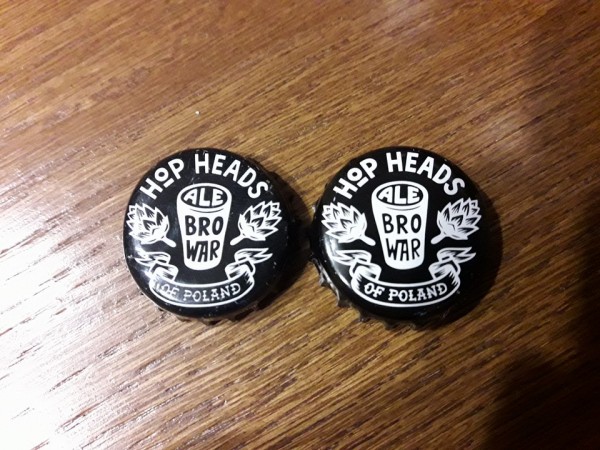 HOP HEADS
ALE
BRO
WAR
OF POLAND
HOP HEADS
ALE
BRO
WAR
OF POLAND